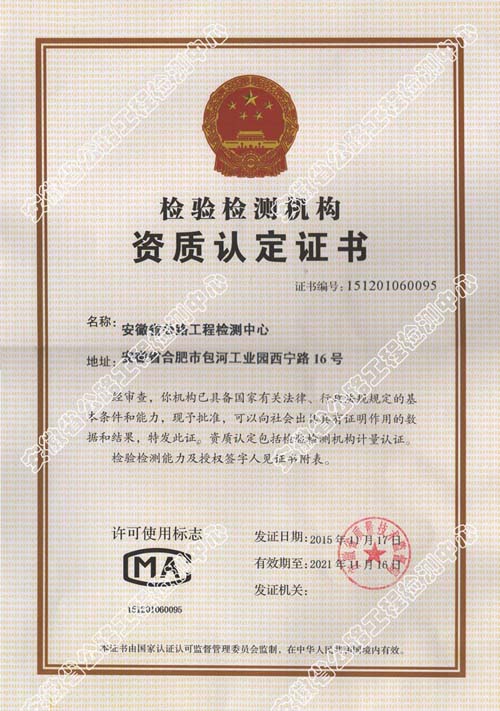 检验检测机构
资质认定证书
证书编号:151201060095
名称:安徽省公路工程检测中心
地址:安徽省合肥市包河工业园西宁路16号
经审查，你机构已具备国家有关法律、行政法规规定的基
本条件和能力，现予批准，可以向社会出具具有证明作用的数
据和结果，特发此证。资质认定包括检验检测机构计量认证。
检验检测能力及授权签字人见证书附表。
许可使用标志
MA
151201060095
发证日期:2015年11月17日
有效期至:2021年11月16日
发证机关:
本证书由国家认证认可监督管理委员会监制，在中华人民共和国境内有效。
安徽省公路工程检测中心